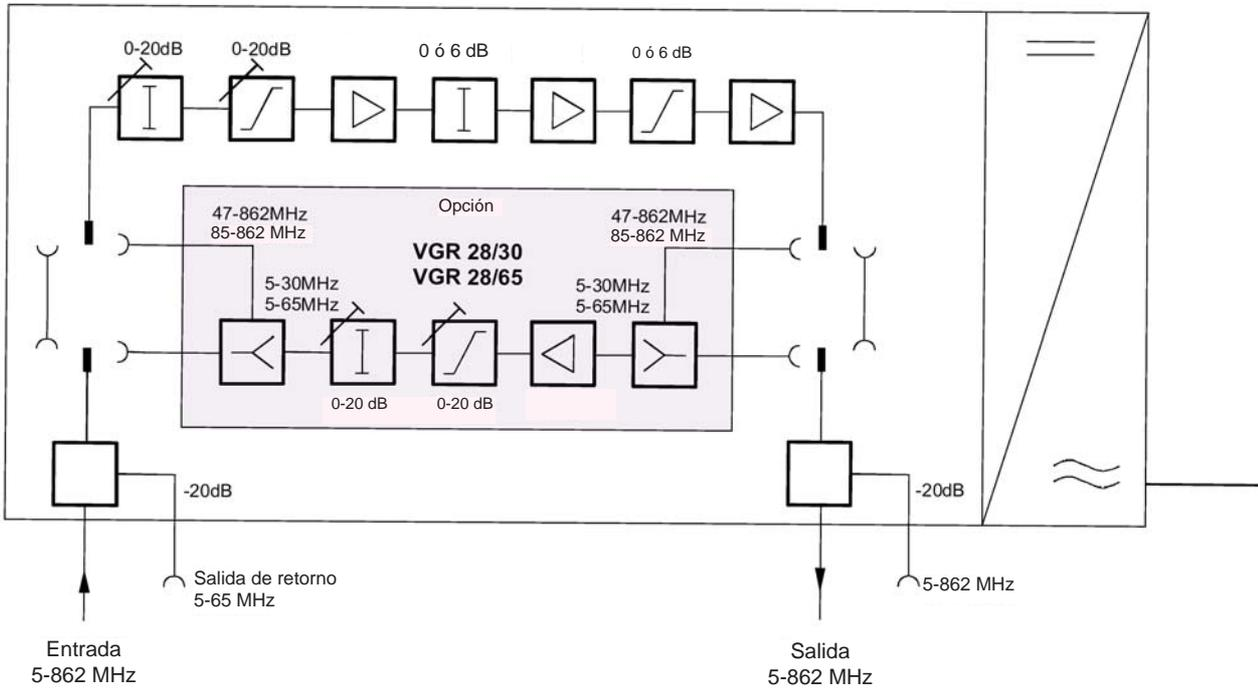 0-20dB
0-20dB
0 ó 6 dB
0 ó 6 dB
Opción
47-862MHz
85-862 MHz
47-862MHz
85-862 MHz
VGR 28/30
VGR 28/65
5-30MHz
5-65MHz
5-30MHz
5-65MHz
0-20 dB
0-20 dB
-20dB
-20dB
Salida de retorno
5-65 MHz
5-862 MHz
Entrada
5-862 MHz
Salida
5-862 MHz